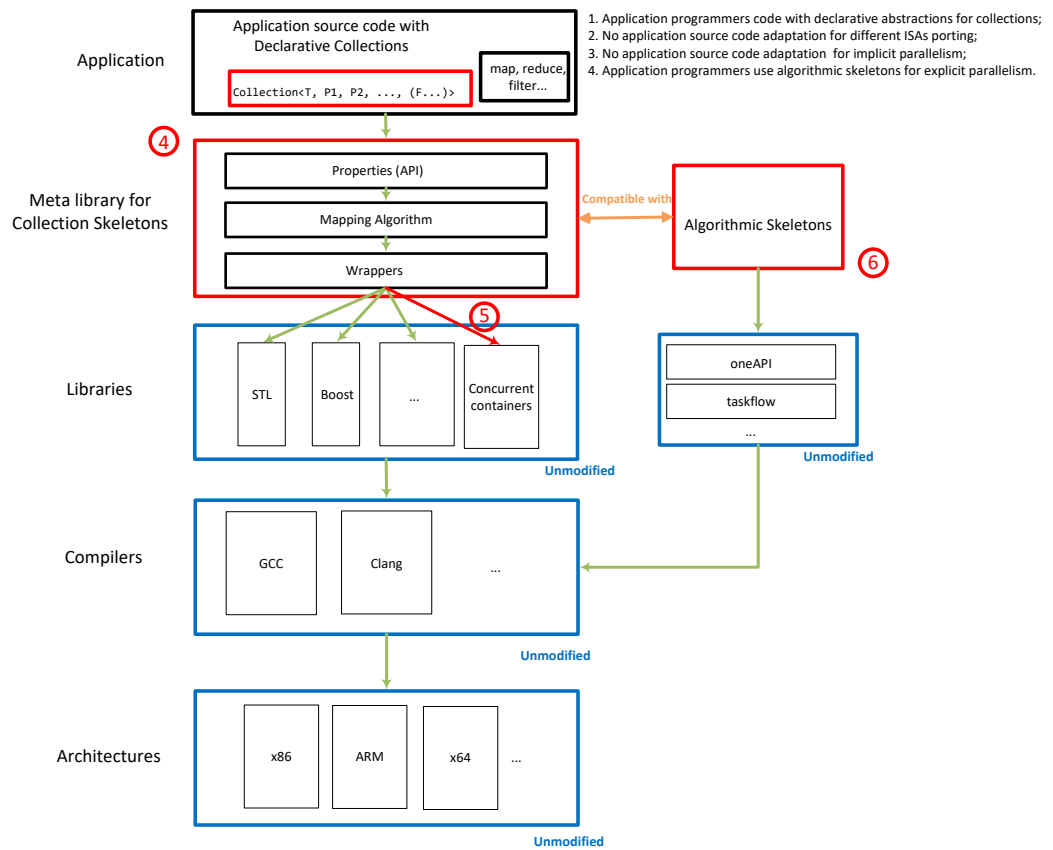 Application source code with
Declarative Collections
1. Application programmers code with declarative abstractions for collections;
2. No application source code adaptation for different ISAs porting;
3. No application source code adaptation for implicit parallelism;
4. Application programmers use algorithmic skeletons for explicit parallelism.
Application
map, reduce,
filter...
Collection<T, P1, P2, ..., (F...)>
4
Properties (API)
Meta library for
Collection Skeletons
Compatible with
Mapping Algorithm
Algorithmic Skeletons
Wrappers
6
5
Libraries
STL
Boost
...
Concurrent
containers
oneAPI
taskflow
...
Unmodified
Unmodified
Compilers
GCC
Clang
...
Unmodified
Architectures
x86
ARM
x64
...
Unmodified